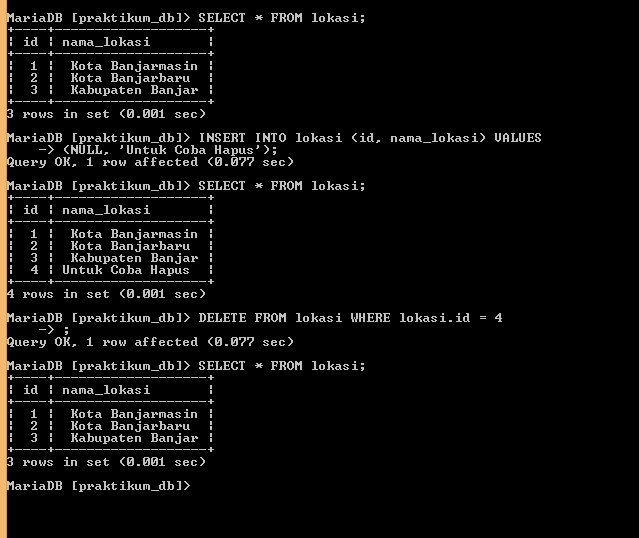 MariaDB [praktikum_db]> SELECT * FROM lokasi;
+----+------------------+
¦ id ¦ nama_lokasi      ¦
+----+------------------+
¦  1 ¦  Kota Banjarmasin ¦
¦  2 ¦  Kota Banjarbaru  ¦
¦  3 ¦  Kabupaten Banjar ¦
+----+------------------+
3 rows in set (0.001 sec)
MariaDB [praktikum_db]> INSERT INTO lokasi (id, nama_lokasi) VALUES
    -> (NULL, 'Untuk Coba Hapus');
Query OK, 1 row affected (0.077 sec)
MariaDB [praktikum_db]> SELECT * FROM lokasi;
+----+------------------+
¦ id ¦ nama_lokasi      ¦
+----+------------------+
¦  1 ¦  Kota Banjarmasin ¦
¦  2 ¦  Kota Banjarbaru  ¦
¦  3 ¦  Kabupaten Banjar ¦
¦  4 ¦ Untuk Coba Hapus  ¦
+----+------------------+
4 rows in set (0.001 sec)
MariaDB [praktikum_db]> DELETE FROM lokasi WHERE lokasi.id = 4
    -> ;
Query OK, 1 row affected (0.077 sec)
MariaDB [praktikum_db]> SELECT * FROM lokasi;
+----+------------------+
¦ id ¦ nama_lokasi      ¦
+----+------------------+
¦  1 ¦  Kota Banjarmasin ¦
¦  2 ¦  Kota Banjarbaru  ¦
¦  3 ¦  Kabupaten Banjar ¦
+----+------------------+
3 rows in set (0.001 sec)
MariaDB [praktikum_db]>